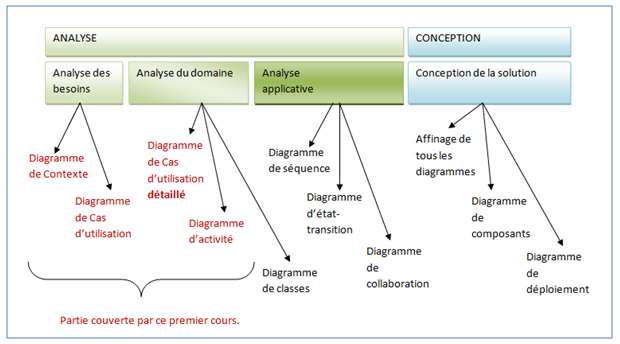 ANALYSE
CONCEPTION
Analyse des
besoins
Analyse du domaine
Analyse
applicative
Conception de la solution
Diagramme
de Contexte
Diagramme
de Cas
d'utilisation
Diagramme
de Cas
d'utilisation
détaillé
Diagramme
d'activité
Diagramme
de classes
Diagramme
de séquence
Diagramme
d'état-
transition
Diagramme
de
collaboration
Affinage de
tous les
diagrammes
Diagramme
de
composants
Diagramme
de
déploiement
Partie couverte par ce premier cours.